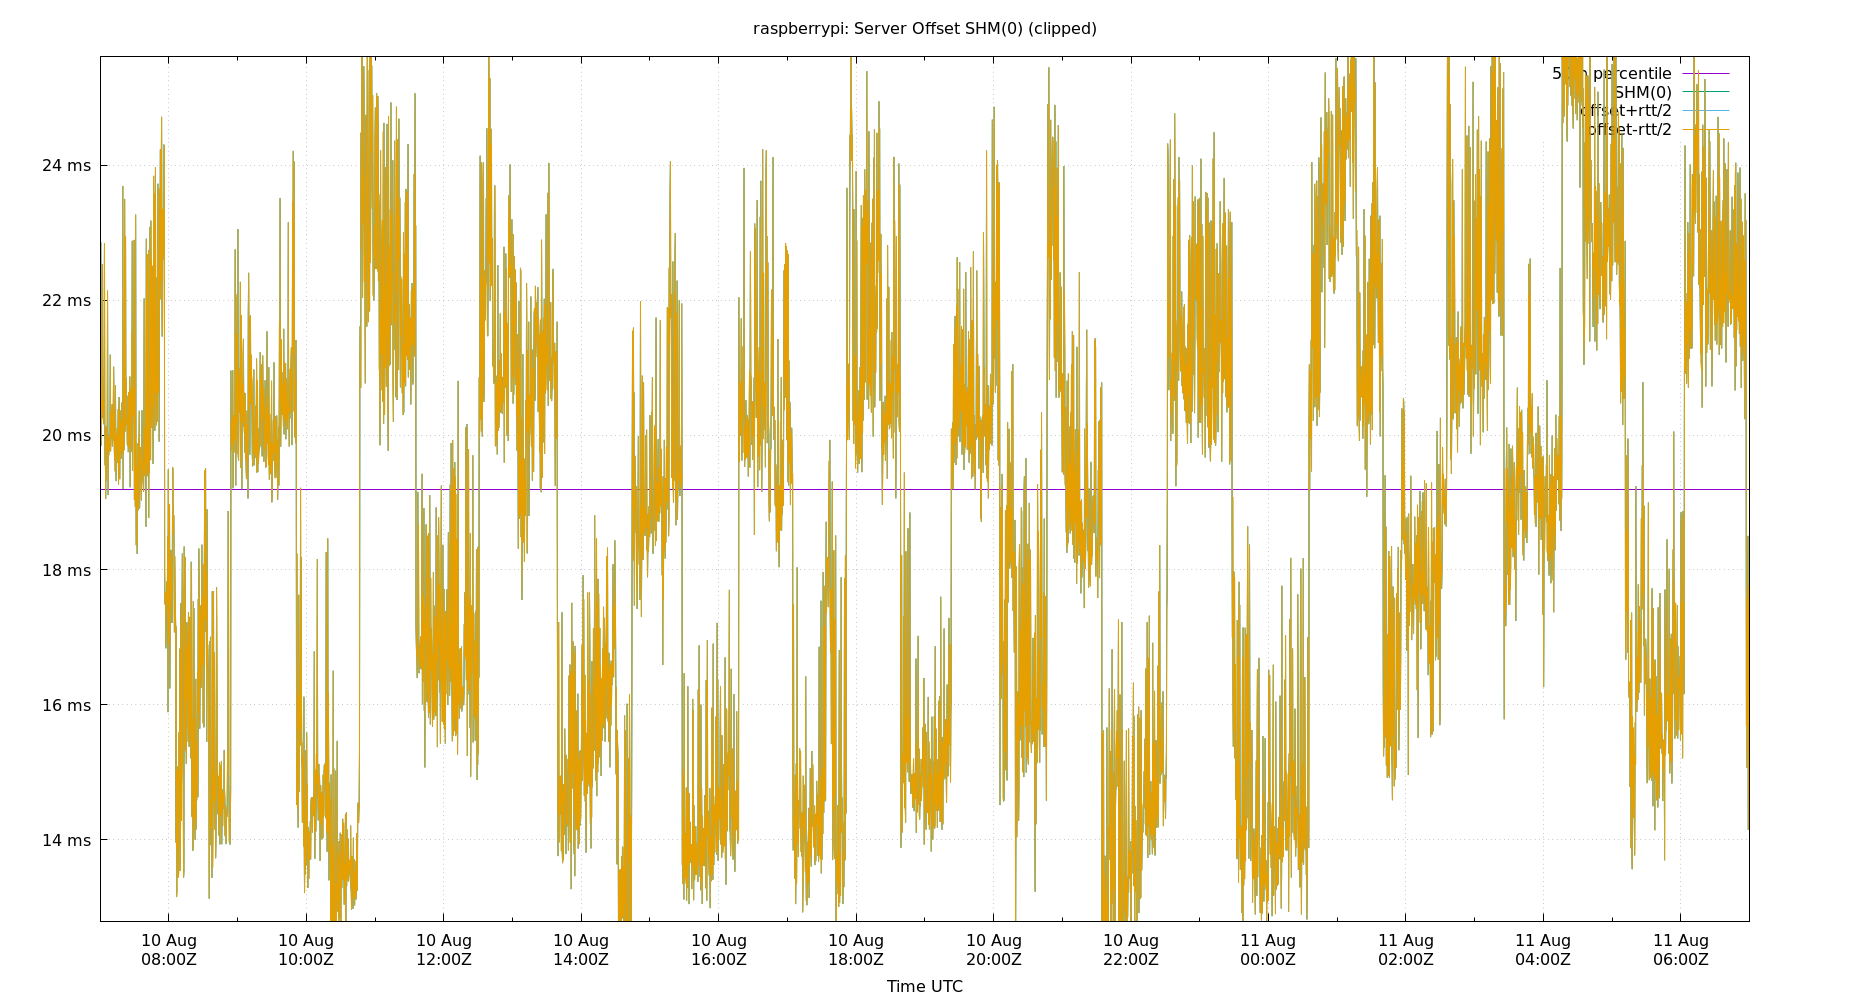 raspberrypi: Server Offset SHM(0) (clipped)
percentile
SHM(0)
offset+rtt/2
offset-rtt/2
24 ms
22 ms
20 ms
18 ms
16 ms
14 ms
10 Aug 10 Aug 10 Aug 10 Aug 10 Aug 10 Aug 10 Aug 10 Aug 11 Aug 11 Aug 11 Aug 11 Aug
08:00Z 10:00Z 12:00Z 14:00Z 16:00Z 18:00Z 20:00Z 22:00Z 00:00Z 02:00Z 04:00Z 06:00Z
Time UTC